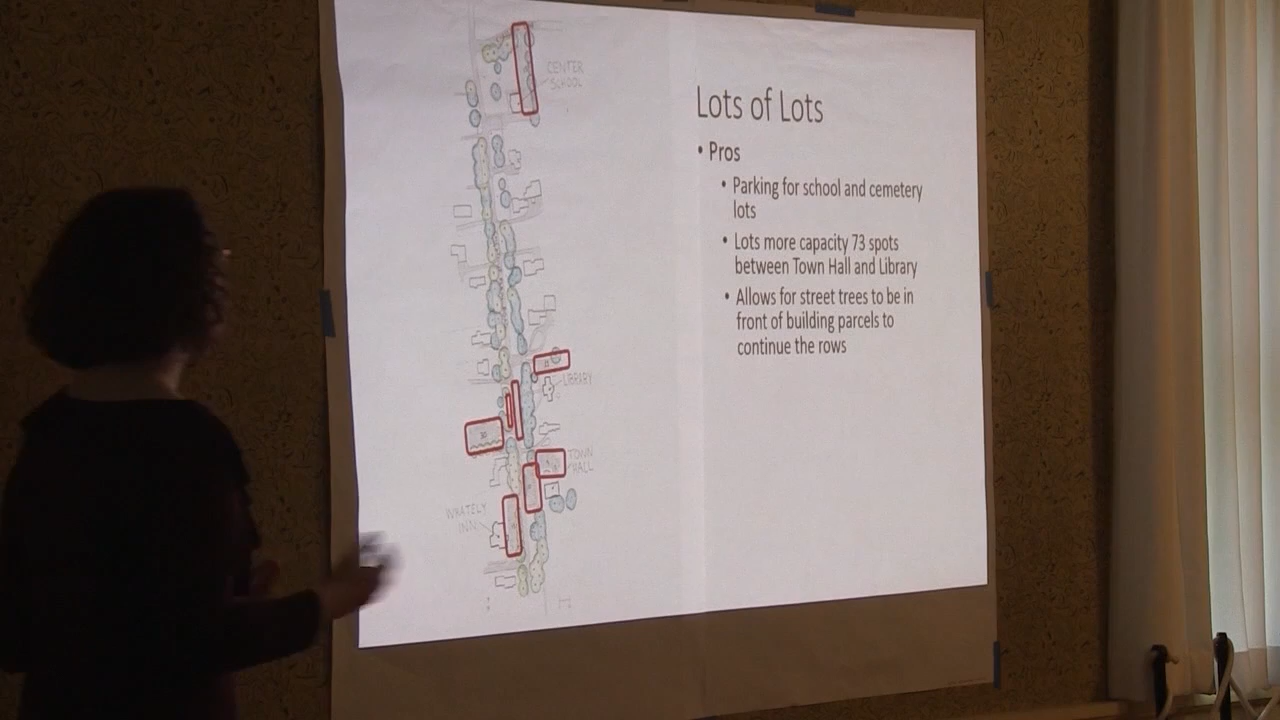 CENTER
SCHOOL
LIBRARY
TOWN
HALL
WHATELY
INN
Lots of Lots
• Pros
• Parking for school and cemetery
lots
• Lots more capacity 73 spots
between Town Hall and Library
• Allows for street trees to be in
front of building parcels to
continue the rows